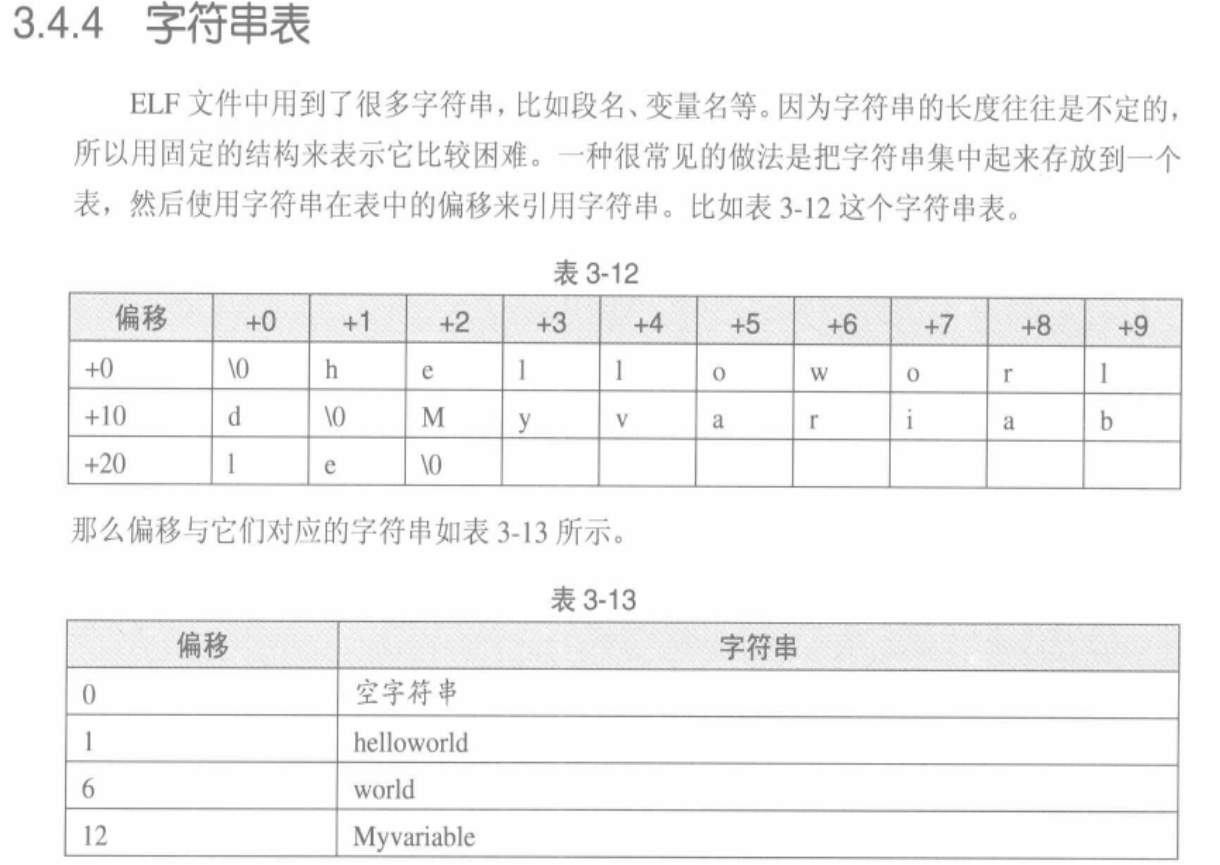 3.4.4 字符串表
ELF 文件中用到了很多字符串，比如段名、变量名等。因为字符串的长度往往是不定的，
所以用固定的结构来表示它比较困难。一种很常见的做法是把字符串集中起来存放到一个
表，然后使用字符串在表中的偏移来引用字符串。比如表 3-12 这个字符串表。
表 3-12
偏移 +0 +1 +2 +3 +4 +5 +6 +7 +8 +9
+0 \0 h e l l o w o r l
+10 d \0 M y v a r i a b
+20 l e \0
那么偏移与它们对应的字符串如表 3-13 所示。
表 3-13
偏移 字符串
0 空字符串
1 helloworld
6 world
12 Myvariable